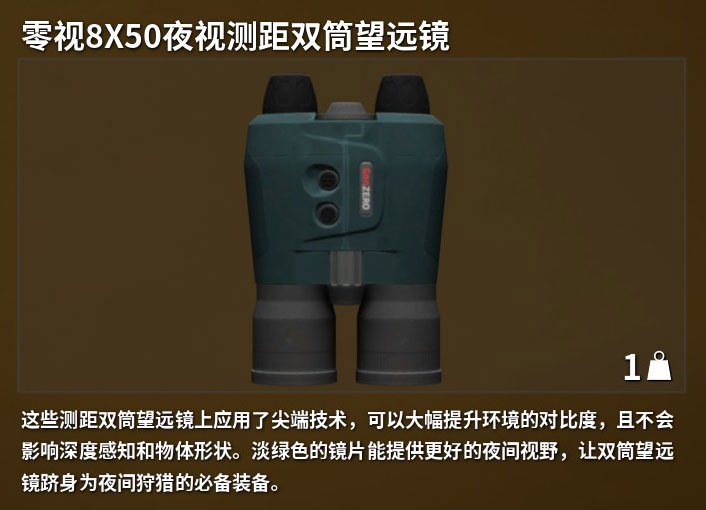 零视8X50夜视测距双筒望远镜
GenZERO
1
这些测距双筒望远镜上应用了尖端技术，可以大幅提升环境的对比度，且不会
影响深度感知和物体形状。淡绿色的镜片能提供更好的夜间视野，让双筒望远
镜跻身为夜间狩猎的必备装备。